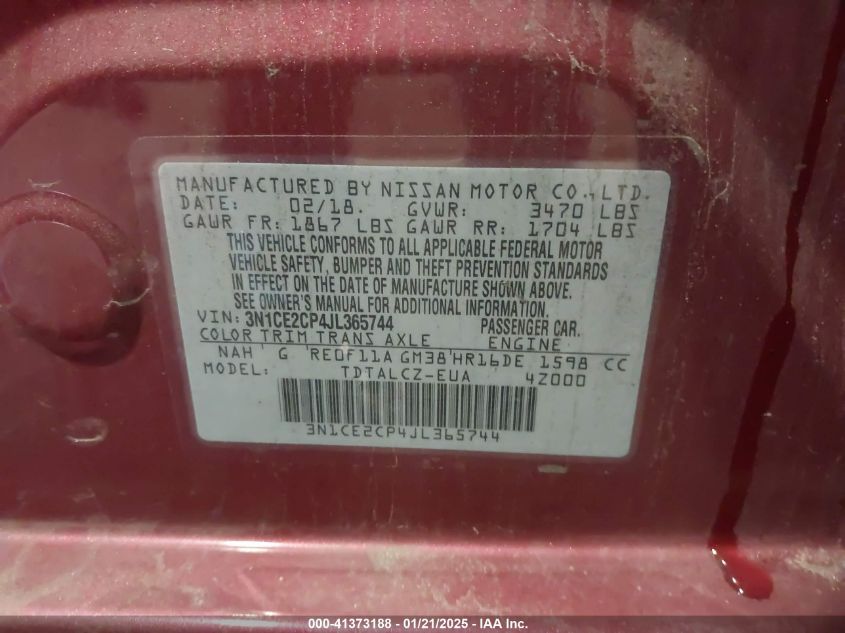 MANUFACTURED BY NISSAN MOTOR CO., LTD.
DATE: 02/18. GVWR: 3470 LBS
GAWR FR: 1867 LBS GAWR RR: 1704 LBS
THIS VEHICLE CONFORMS TO ALL APPLICABLE FEDERAL MOTOR
VEHICLE SAFETY, BUMPER AND THEFT PREVENTION STANDARDS
IN EFFECT ON THE DATE OF MANUFACTURE SHOWN ABOVE.
SEE OWNER'S MANUAL FOR ADDITIONAL INFORMATION.
VIN: 3N1CE2CP4JL365744 PASSENGER CAR.
COLOR TRIM TRANS AXLE ENGINE
NAH G RE0F11A GM38 HR16DE 1598 CC
MODEL: TDTALCZ-EUA 4Z000
3N1CE2CP4JL365744
000-41373188 - 01/21/2025 - IAA Inc.